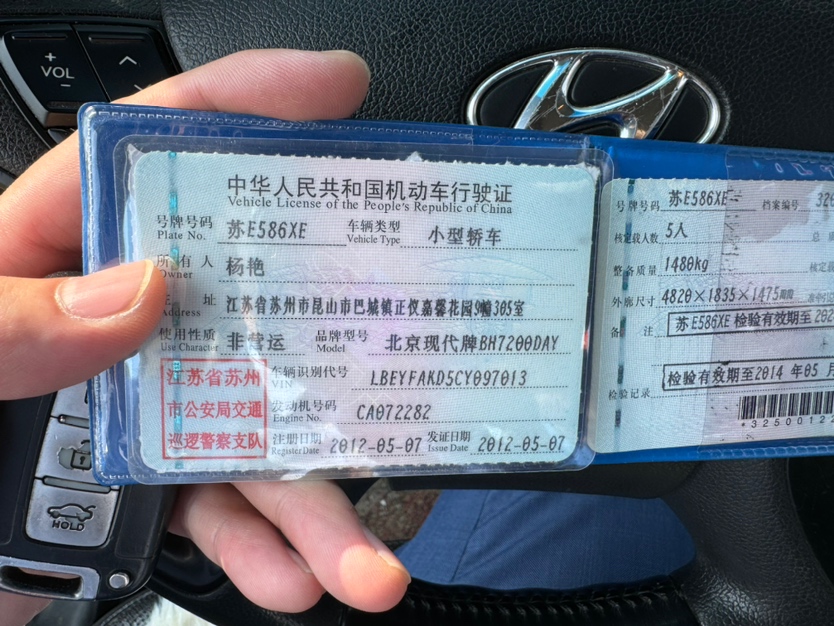 +
VOL
−
中华人民共和国机动车行驶证
Vehicle License of the People's Republic of China
号牌号码 苏E586XE 车辆类型 小型轿车
Plate No. Vehicle Type
所有人 杨艳
Owner
址 江苏省苏州市昆山市巴城镇正仪嘉馨花园9幢305室
Address
使用性质 非营运 品牌型号 北京现代牌BH7200DAY
Use Character Model
江苏省苏州
市公安局交通
巡逻警察支队
车辆识别代号 LBEYFAKD5CY097013
VIN
发动机号码 CA072282
Engine No.
注册日期 2012-05-07 发证日期 2012-05-07
Register Date Issue Date
号牌号码 苏E586XE 档案编号 320
核定载人数 5人 总
整备质量 1480kg 核定
外廓尺寸 4820×1835×1475
备注 苏E586XE 检验有效期至 202
检验记录 检验有效期至2014年05月
*3250012
HOLD